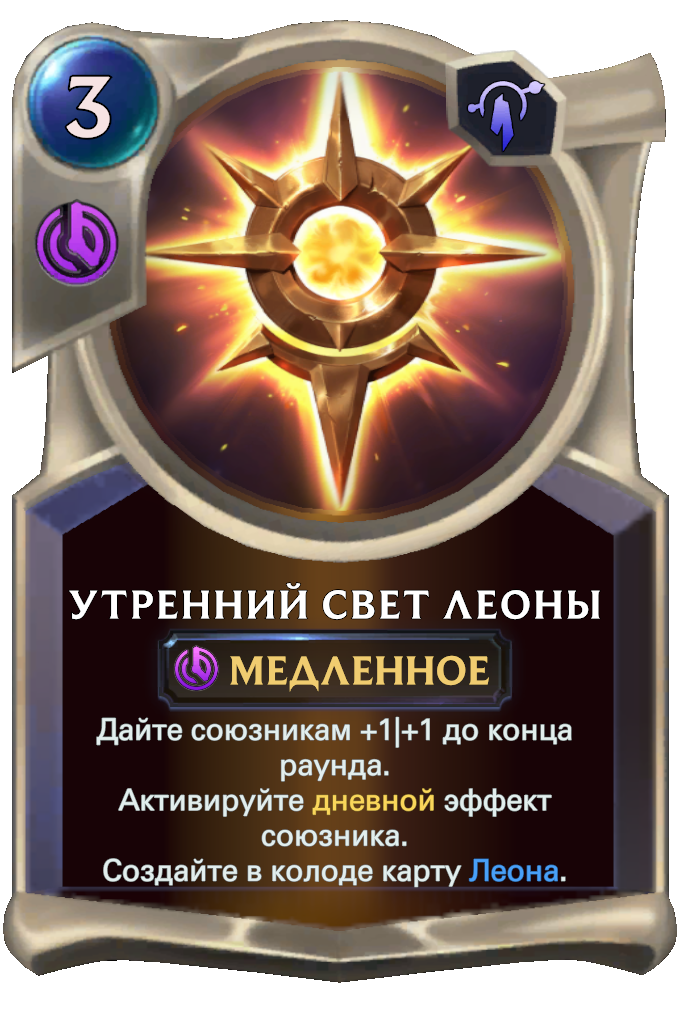 3
УТРЕННИЙ СВЕТ ЛЕОНЫ
МЕДЛЕННОЕ
Дайте союзникам +1|+1 до конца
раунда.
Активируйте дневной эффект
союзника.
Создайте в колоде карту Леона.